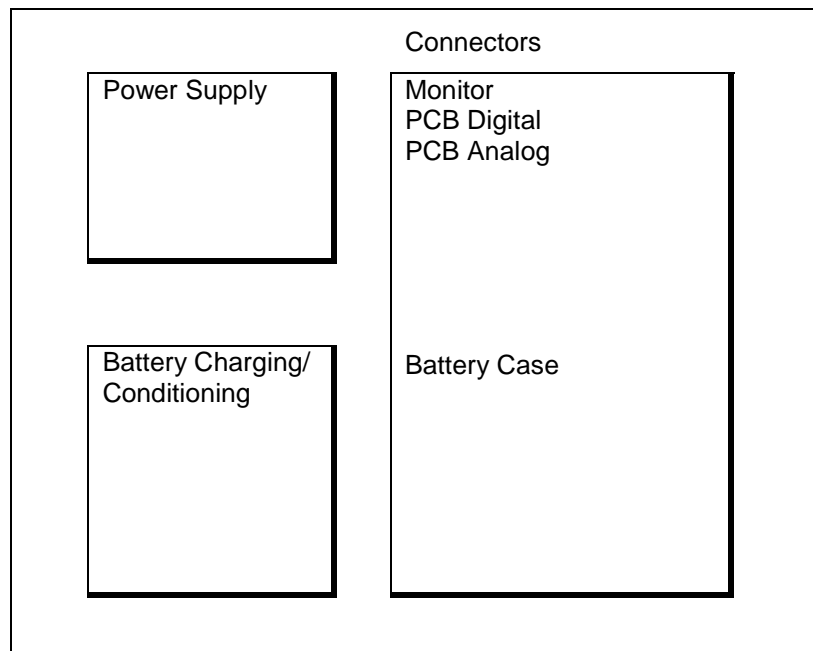 Connectors
Power Supply
Monitor
PCB Digital
PCB Analog
Battery Charging/
Conditioning
Battery Case